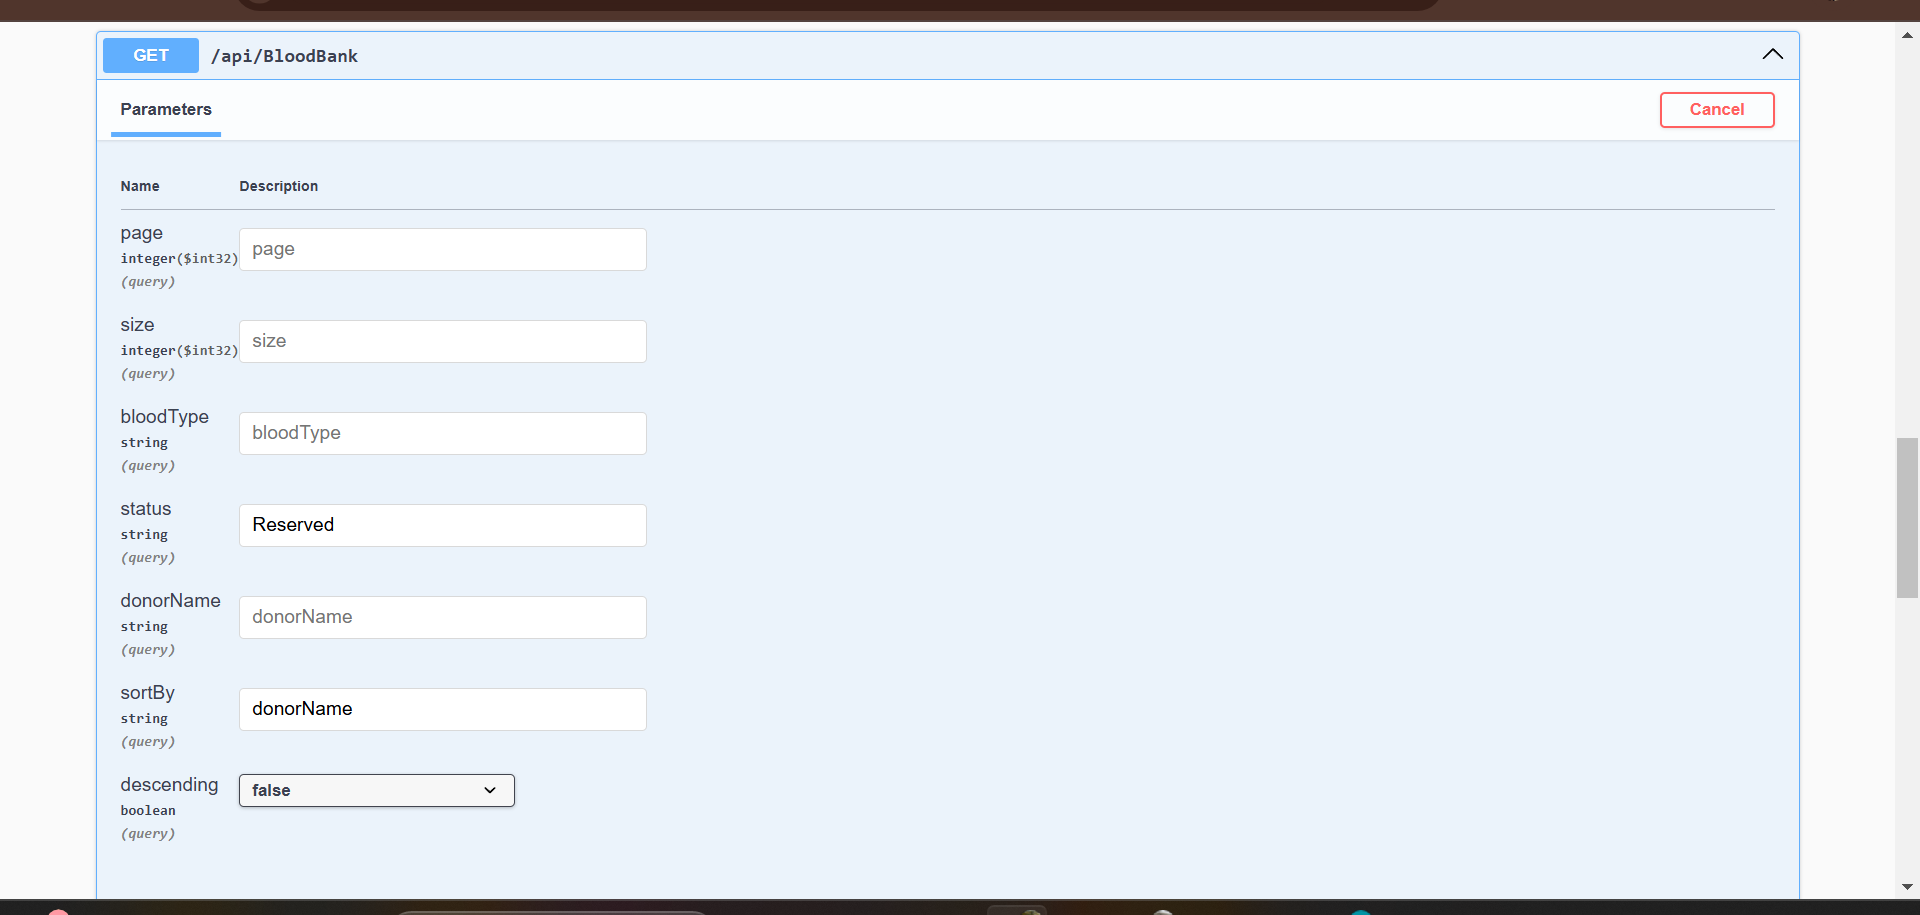 GET /api/BloodBank
Parameters
Cancel
Name Description
page
integer($int32)
(query)
page
size
integer($int32)
(query)
size
bloodType
string
(query)
bloodType
status
string
(query)
Reserved
donorName
string
(query)
donorName
sortBy
string
(query)
donorName
descending
boolean
(query)
false